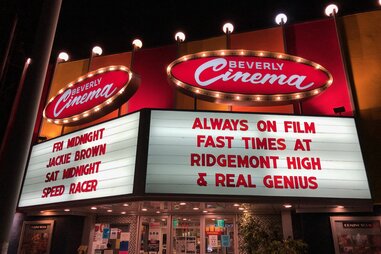 BEVERLY
Cinema
FRI MIDNIGHT
JACKIE BROWN
SAT MIDNIGHT
SPEED RACER
BEVERLY
Cinema
ALWAYS ON FILM
FAST TIMES AT
RIDGEMONT HIGH
& REAL GENIUS